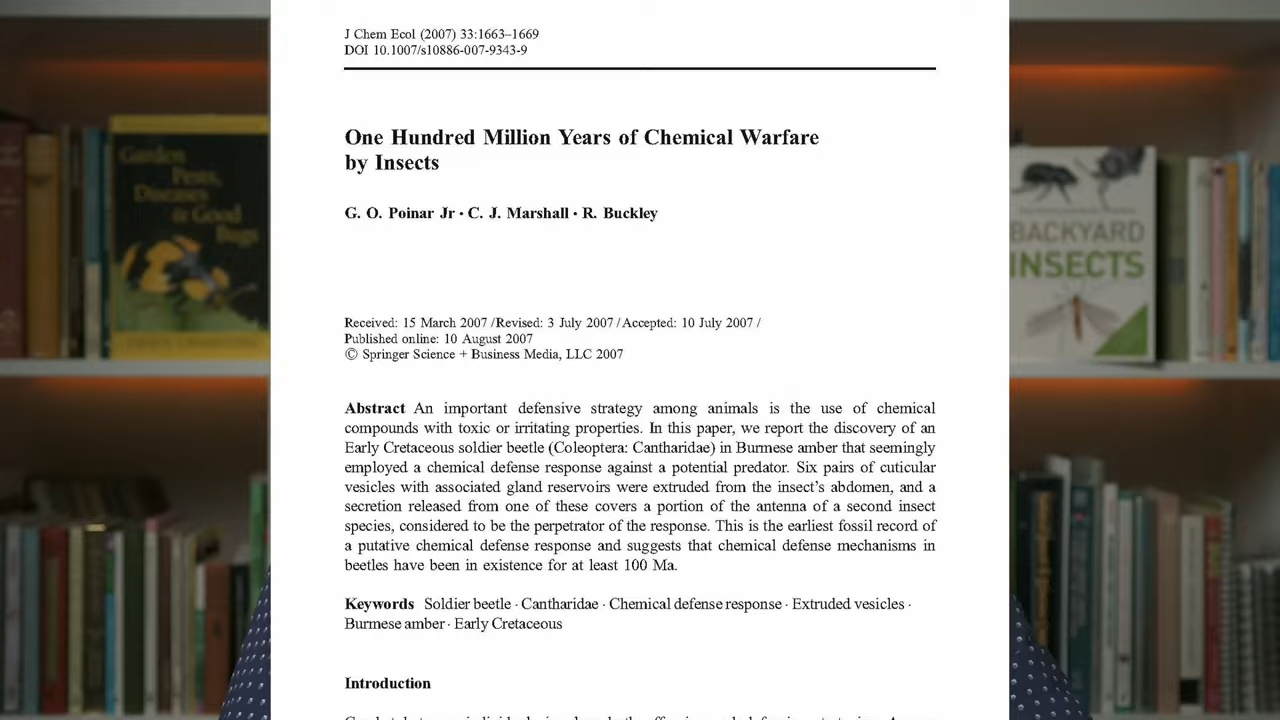 J Chem Ecol (2007) 33:1663–1669
DOI 10.1007/s10886-007-9343-9
One Hundred Million Years of Chemical Warfare
by Insects
G. O. Poinar Jr · C. J. Marshall · R. Buckley
Received: 15 March 2007 / Revised: 3 July 2007 / Accepted: 10 July 2007 /
Published online: 10 August 2007
© Springer Science + Business Media, LLC 2007
Abstract An important defensive strategy among animals is the use of chemical
compounds with toxic or irritating properties. In this paper, we report the discovery of an
Early Cretaceous soldier beetle (Coleoptera: Cantharidae) in Burmese amber that seemingly
employed a chemical defense response against a potential predator. Six pairs of cuticular
vesicles with associated gland reservoirs were extruded from the insect's abdomen, and a
secretion released from one of these covers a portion of the antenna of a second insect
species, considered to be the perpetrator of the response. This is the earliest fossil record of
a putative chemical defense response and suggests that chemical defense mechanisms in
beetles have been in existence for at least 100 Ma.
Keywords Soldier beetle · Cantharidae · Chemical defense response · Extruded vesicles ·
Burmese amber · Early Cretaceous
Introduction
Garden
Pests,
Diseases
& Good
Bugs
BACKYARD
INSECTS